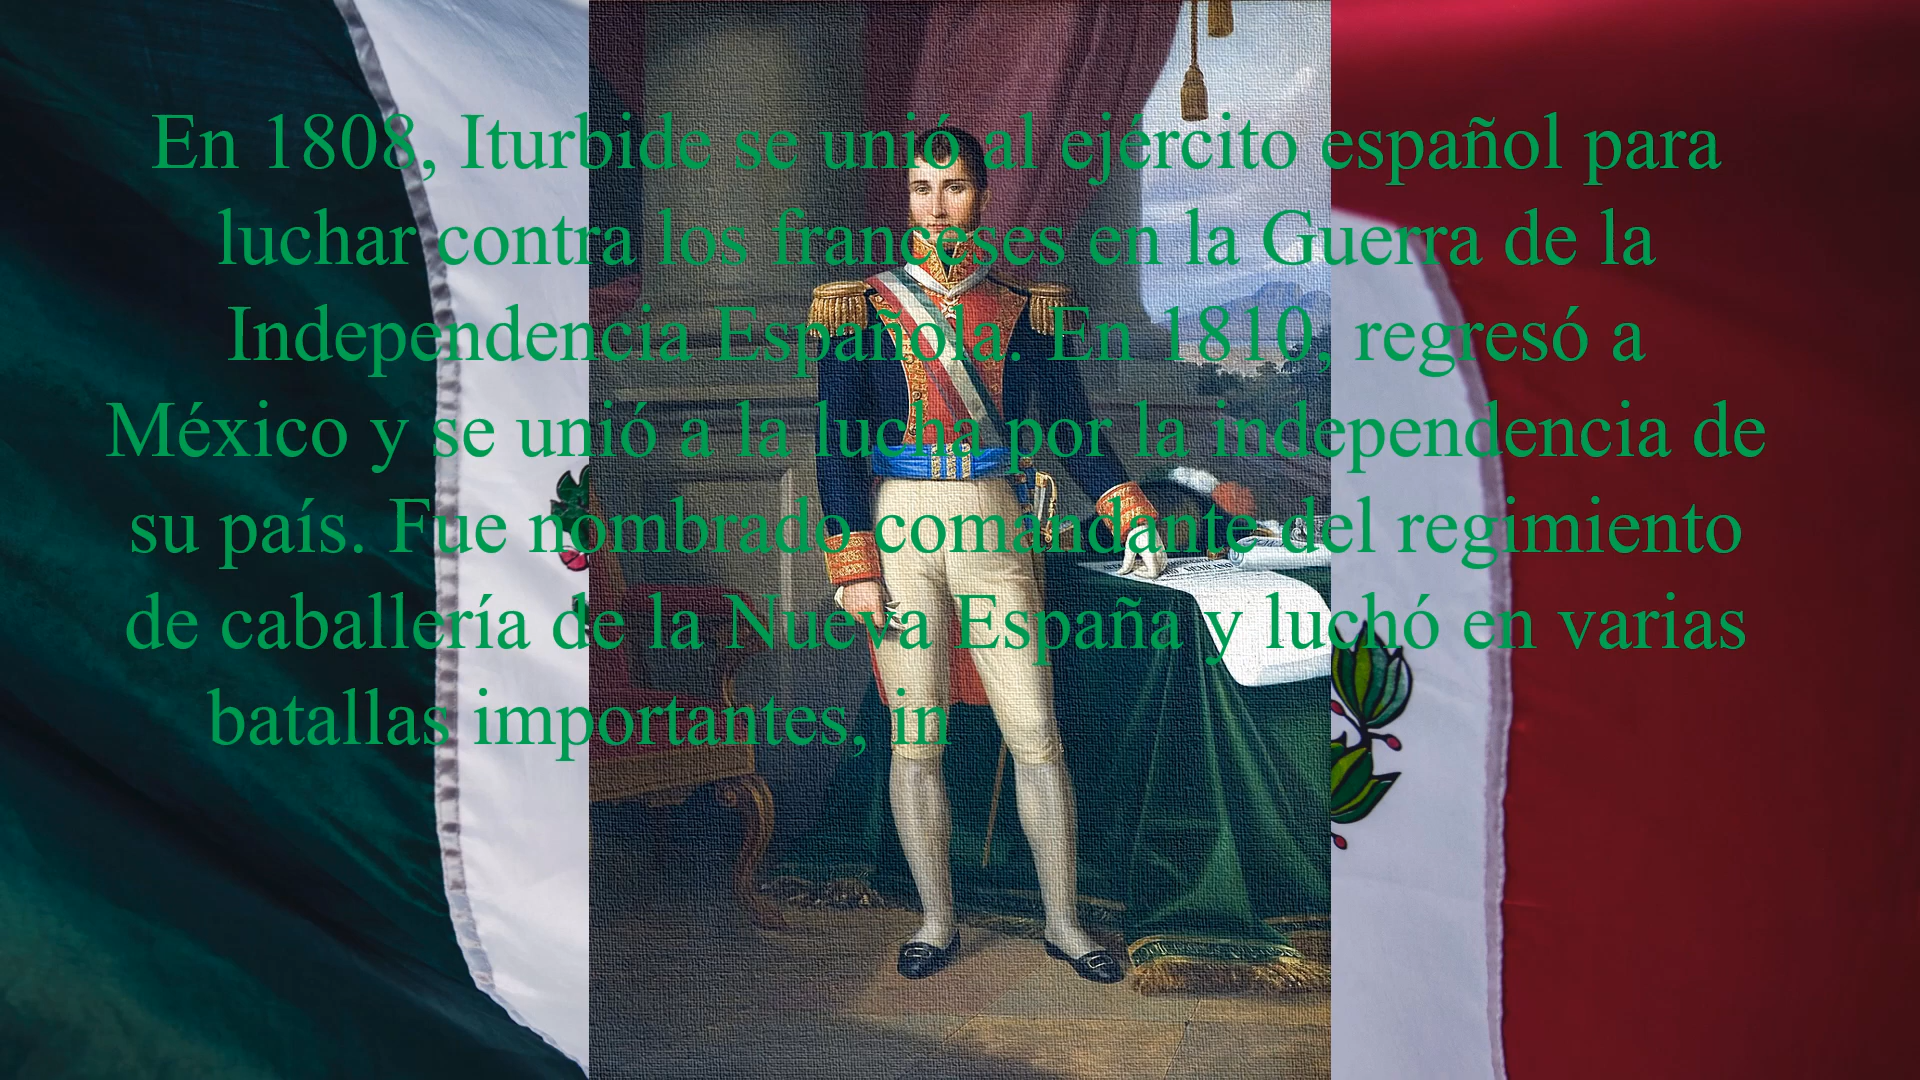 En 1808, Iturbide se unió al ejército español para
luchar contra los franceses en la Guerra de la
Independencia Española. En 1810, regresó a
México y se unió a la lucha por la independencia de
su país. Fue nombrado comandante del regimiento
de caballería de la Nueva España y luchó en varias
batallas importantes, in